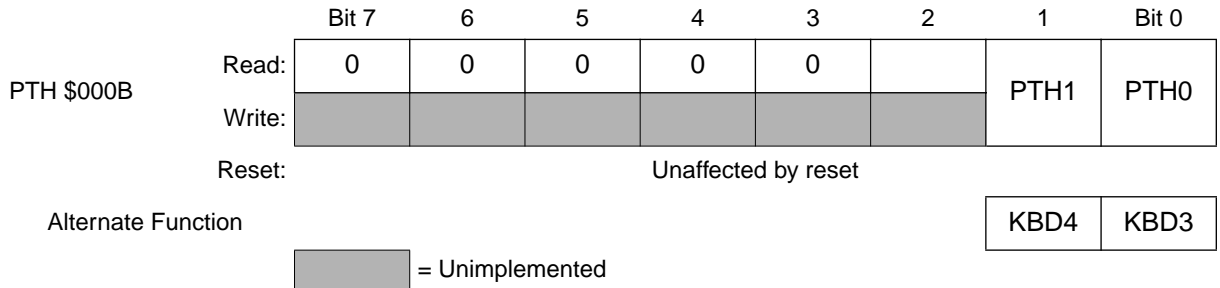 Bit 7 6 5 4 3 2 1 Bit 0
PTH $000B Read: 0 0 0 0 0 PTH1 PTH0
Write:
Reset: Unaffected by reset
Alternate Function KBD4 KBD3
= Unimplemented